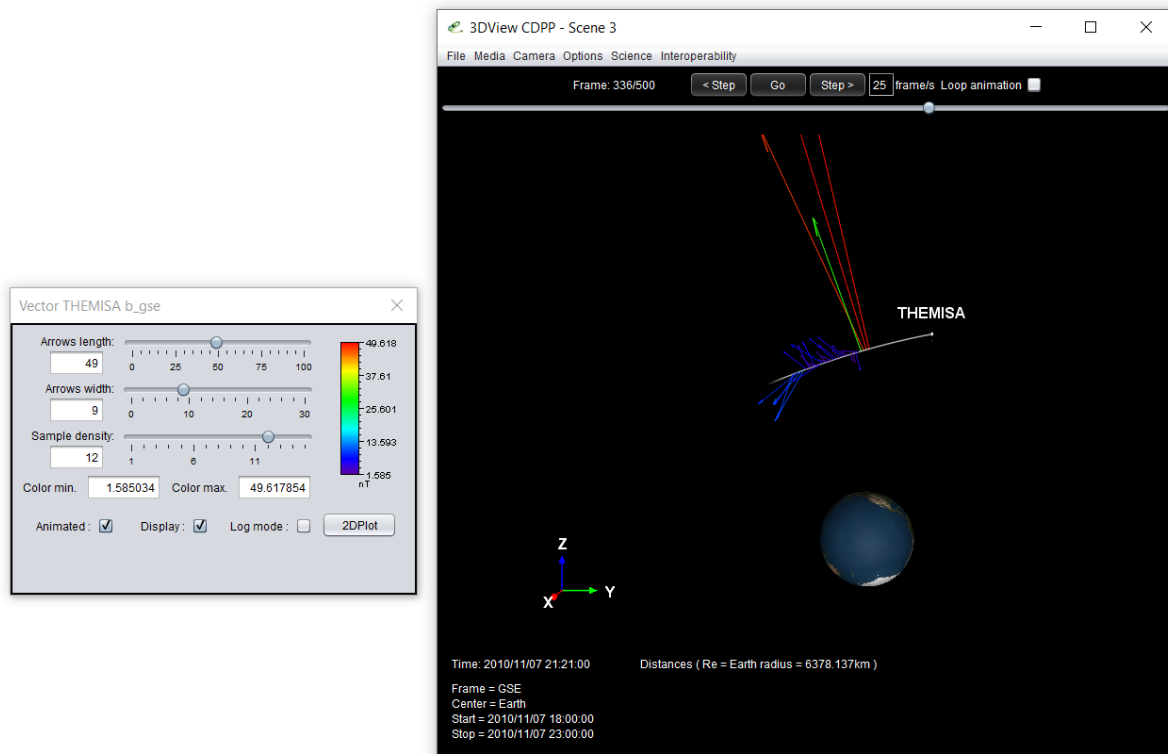 3DView CDPP - Scene 3
File Media Camera Options Science Interoperability
Frame: 336/500 < Step Go Step > 25 frame/s Loop animation
THEMISA
Z
Y
X
Time: 2010/11/07 21:21:00 Distances ( Re = Earth radius = 6378.137km )
Frame = GSE
Center = Earth
Start = 2010/11/07 18:00:00
Stop = 2010/11/07 23:00:00
Vector THEMISA b_gse
Arrows length:
49
0 25 50 75 100
Arrows width:
9
0 10 20 30
Sample density:
12
1 6 11
49.618
37.61
25.601
13.593
1.585
nT
Color min. 1.585034 Color max. 49.617854
Animated : Display : Log mode : 2DPlot